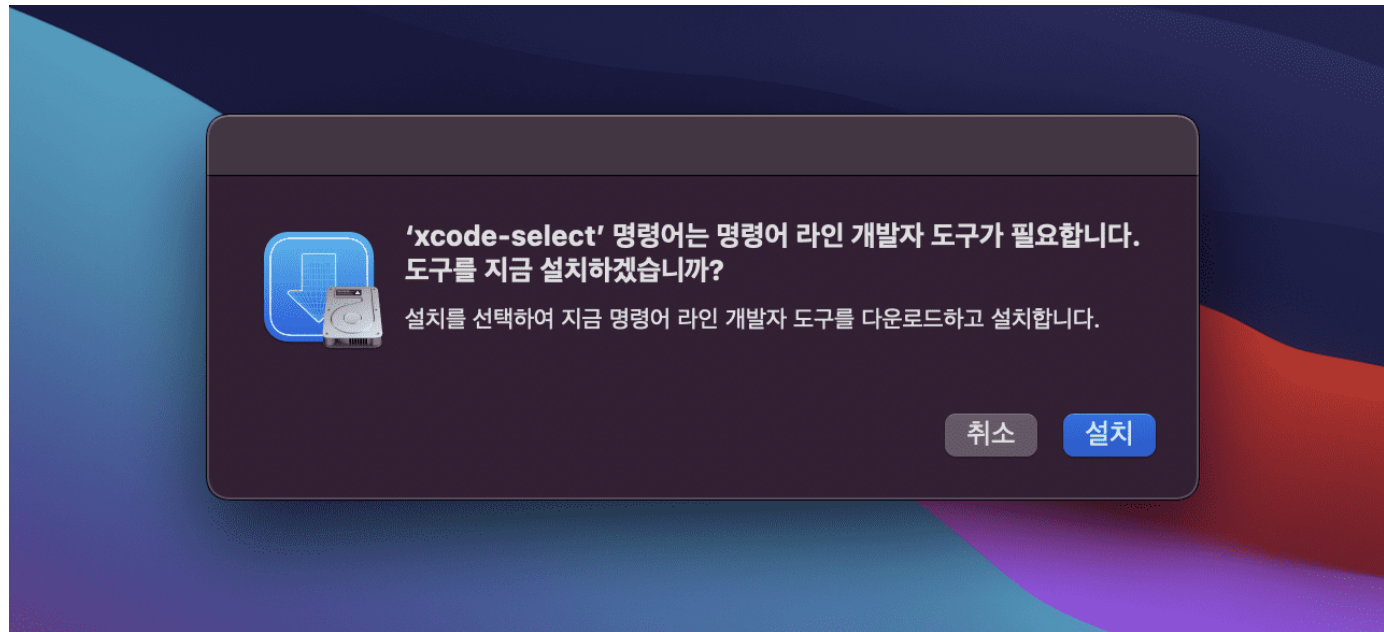 ‘xcode-select’ 명령어는 명령어 라인 개발자 도구가 필요합니다.
도구를 지금 설치하겠습니까?
설치를 선택하여 지금 명령어 라인 개발자 도구를 다운로드하고 설치합니다.
취소 설치